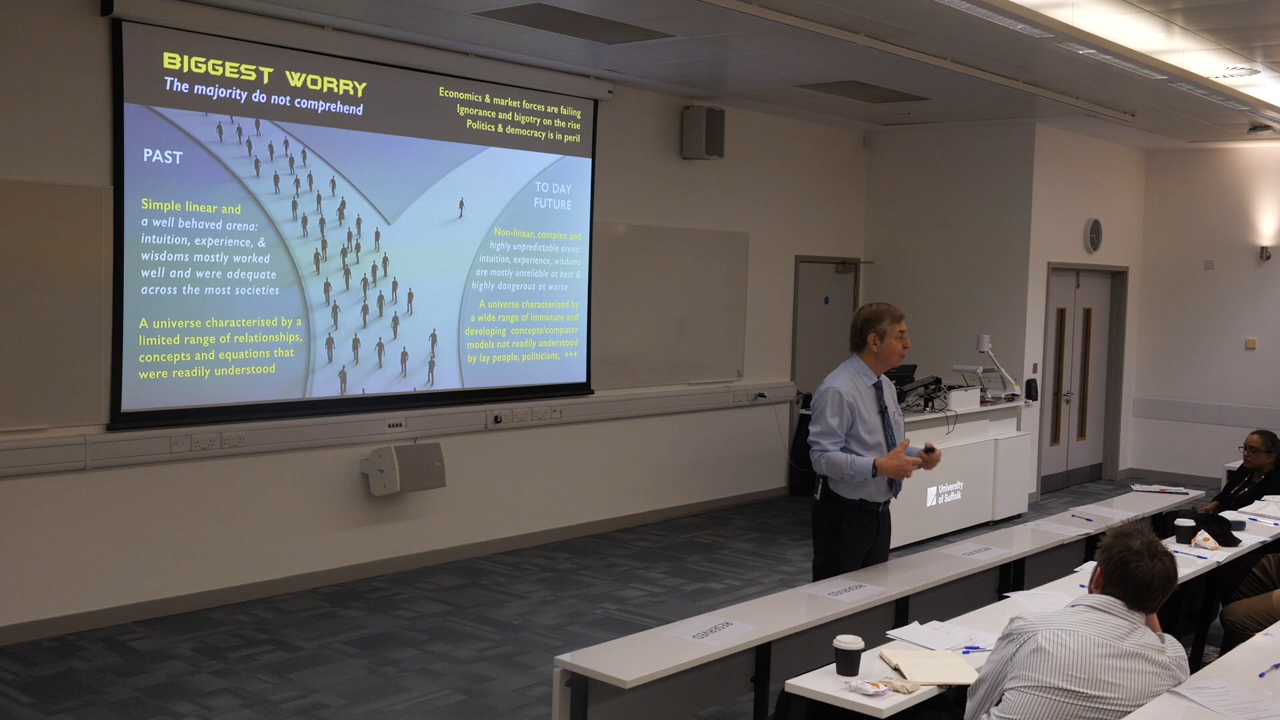 BIGGEST WORRY
The majority do not comprehend
Economics & market forces are failing
Ignorance and bigotry on the rise
Politics & democracy is in peril
PAST
Simple linear and
a well behaved arena:
intuition, experience, &
wisdoms mostly worked
well and were adequate
across the most societies
A universe characterised by a
limited range of relationships,
concepts and equations that
were readily understood
TO DAY
FUTURE
Non-linear, complex and
highly unpredictable arena:
intuition, experience, wisdoms
are mostly unreliable at best &
highly dangerous at worse
A universe characterised by
a wide range of immature and
developing concepts/computer
models not readily understood
by lay people, politicians, +++
University
of Suffolk
RESERVED
RESERVED
RESERVED